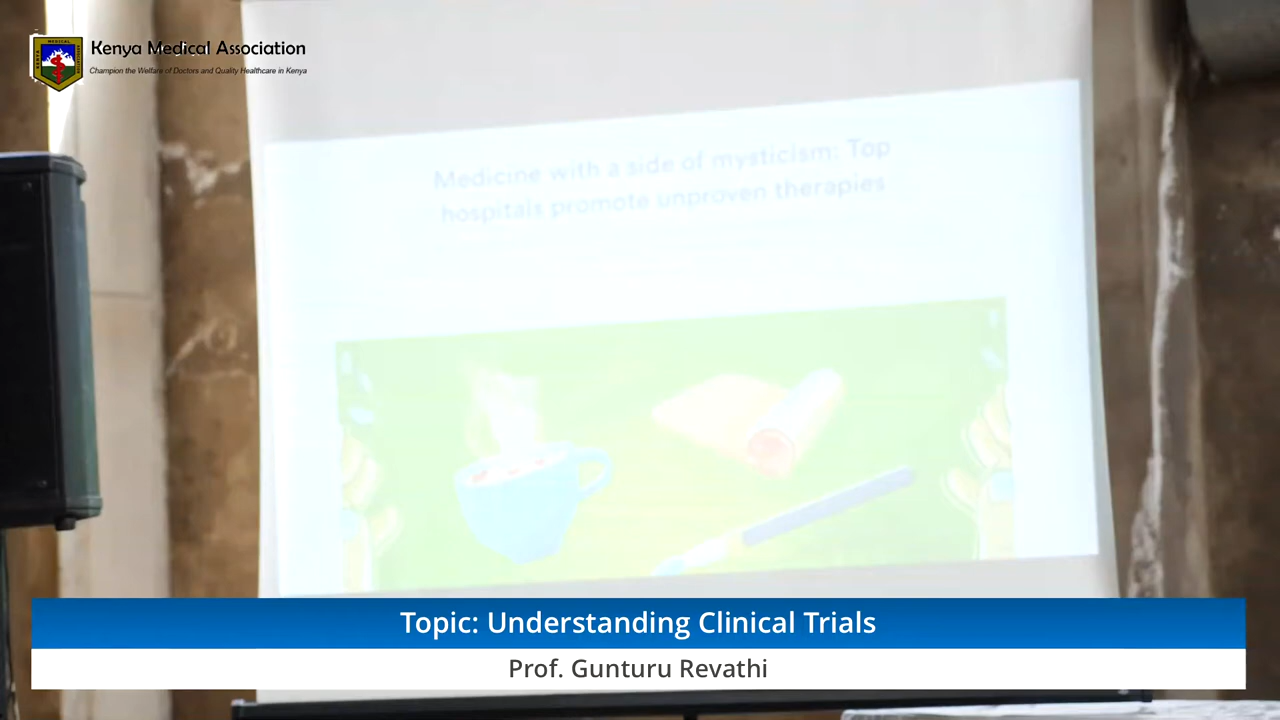 Kenya Medical Association
Champion the Welfare of Doctors and Quality Healthcare in Kenya
Medicine with a side of mysticism: Top
hospitals promote unproven therapies
Topic: Understanding Clinical Trials
Prof. Gunturu Revathi